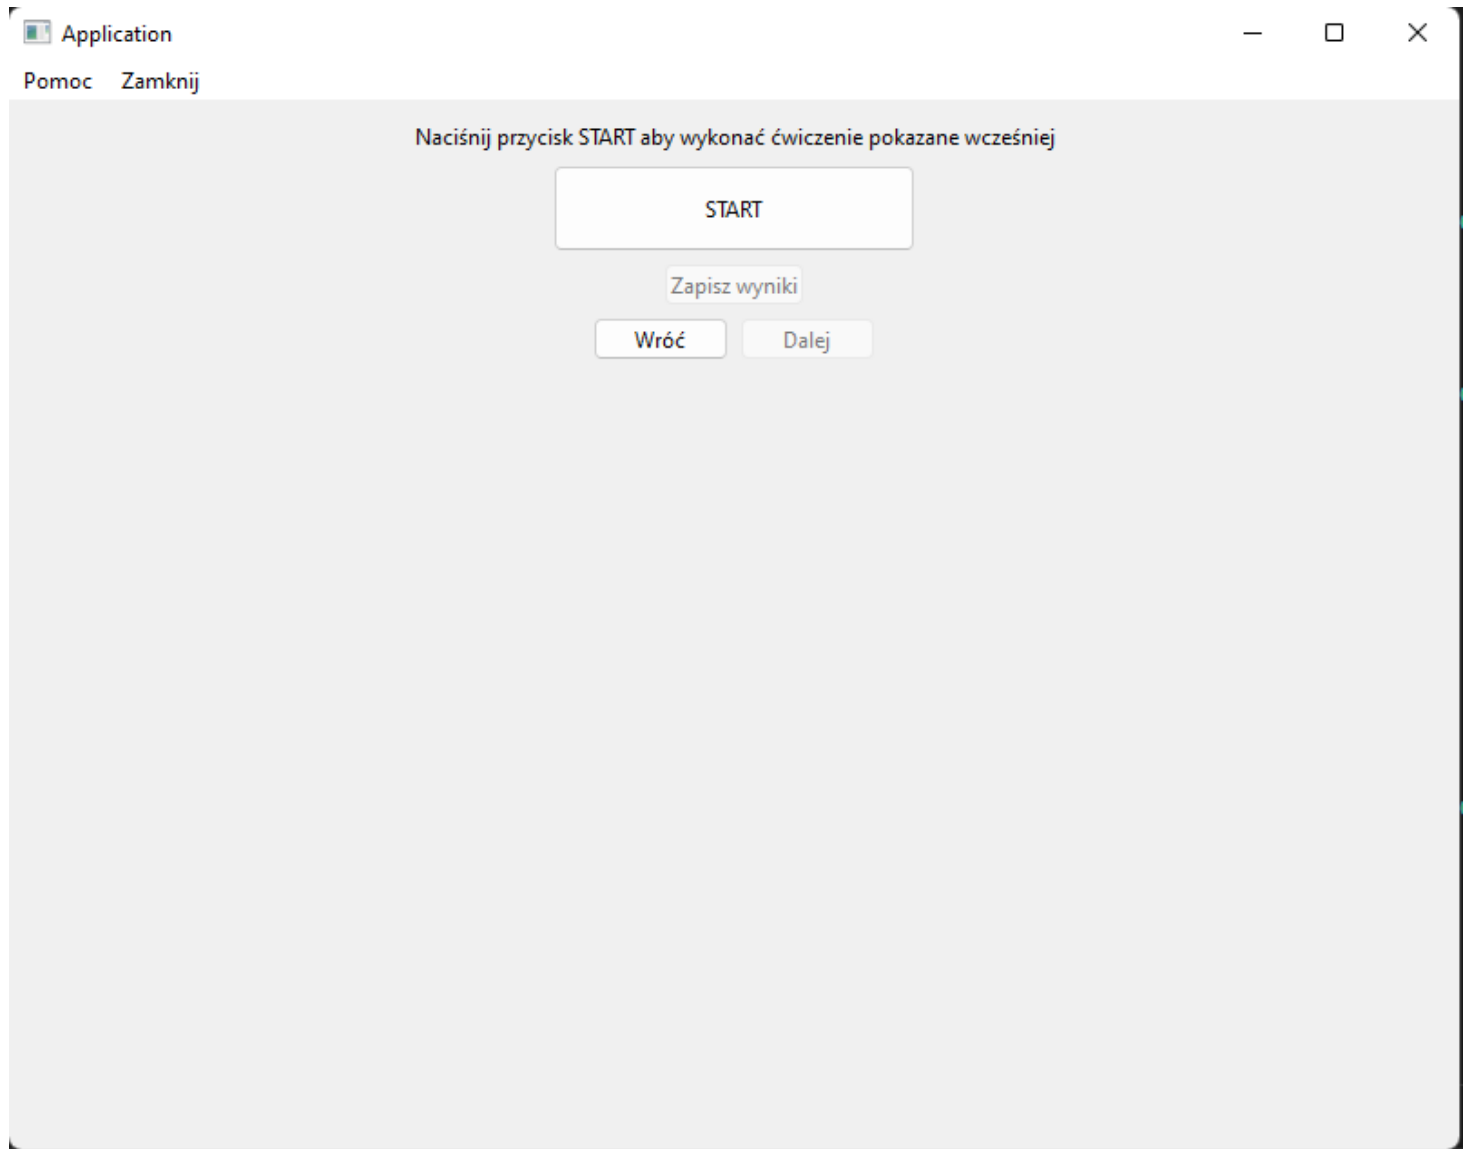 Application
Pomoc Zamknij
Naciśnij przycisk START aby wykonać ćwiczenie pokazane wcześniej
START
Zapisz wyniki
Wróć Dalej